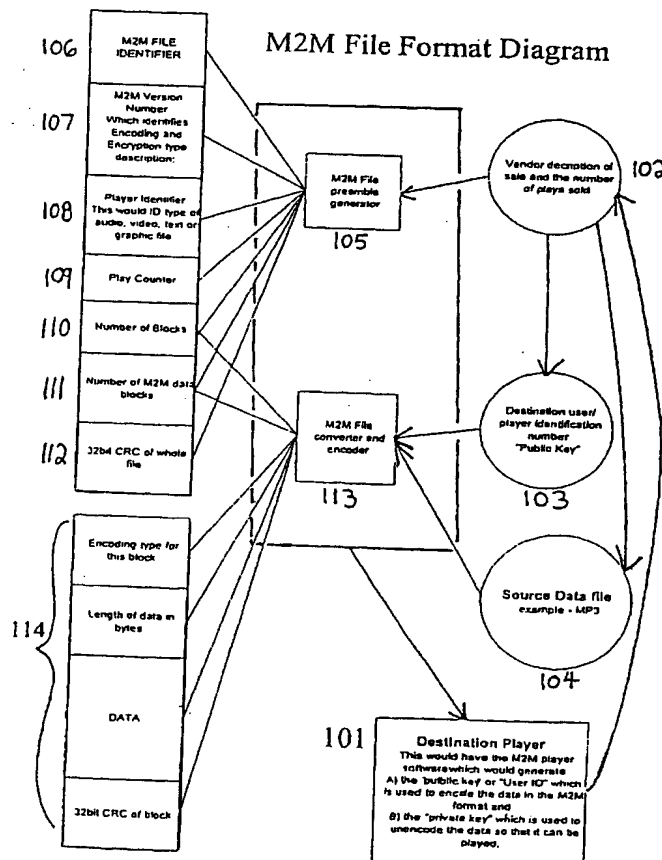 M2M File Format Diagram
106
M2M FILE
IDENTIFIER
107
M2M Version
Number
Which identifies
Encoding and
Encryption type
description:
108
Player Identifier
This would ID type of
audio, video, text or
graphic file
109
Play Counter
110
Number of Blocks
111
Number of M2M data
blocks
112
32bit CRC of whole
file
114
Encoding type for
this block
Length of data in
bytes
DATA
32bit CRC of block
M2M File
preamble
generator
105
M2M File
converter and
encoder
113
Vendor decription of
sale and the number
of plays sold
102
Destination user/
player identification
number
"Public Key"
103
Source Data file
example - MP3
104
101
Destination Player
This would have the M2M player
software which would generate
A) the "public key or "User ID" which
is used to encode the data in the M2M
format and
B) the "private key" which is used to
unencode the data so that it can be
played.